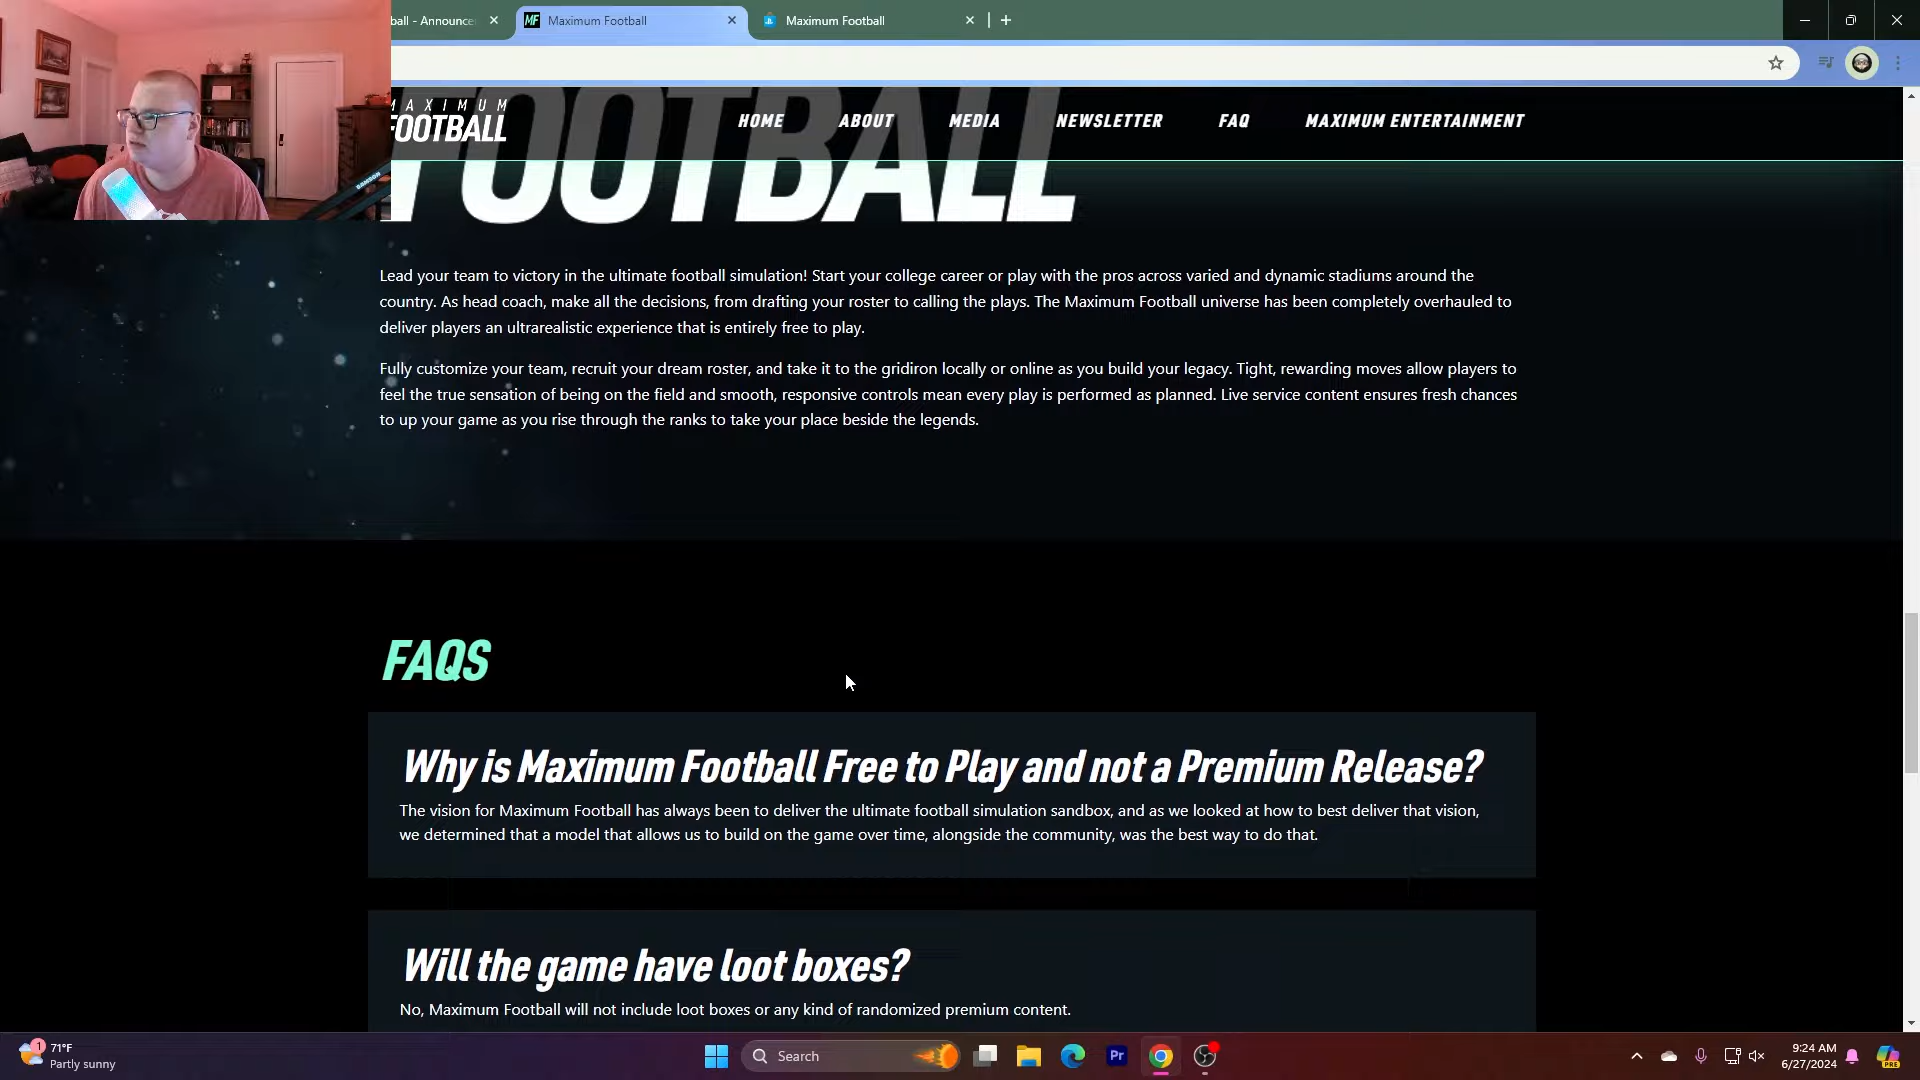 ball - Announce
Maximum Football
Maximum Football
MAXIMUM
FOOTBALL
HOME
ABOUT
MEDIA
NEWSLETTER
FAQ
MAXIMUM ENTERTAINMENT
FOOTBALL
SAMSON
Lead your team to victory in the ultimate football simulation! Start your college career or play with the pros across varied and dynamic stadiums around the
country. As head coach, make all the decisions, from drafting your roster to calling the plays. The Maximum Football universe has been completely overhauled to
deliver players an ultrarealistic experience that is entirely free to play.
Fully customize your team, recruit your dream roster, and take it to the gridiron locally or online as you build your legacy. Tight, rewarding moves allow players to
feel the true sensation of being on the field and smooth, responsive controls mean every play is performed as planned. Live service content ensures fresh chances
to up your game as you rise through the ranks to take your place beside the legends.
FAQS
Why is Maximum Football Free to Play and not a Premium Release?
The vision for Maximum Football has always been to deliver the ultimate football simulation sandbox, and as we looked at how to best deliver that vision,
we determined that a model that allows us to build on the game over time, alongside the community, was the best way to do that.
Will the game have loot boxes?
No, Maximum Football will not include loot boxes or any kind of randomized premium content.
1
71°F
Partly sunny
Search
Pr
9:24 AM
6/27/2024
PRE